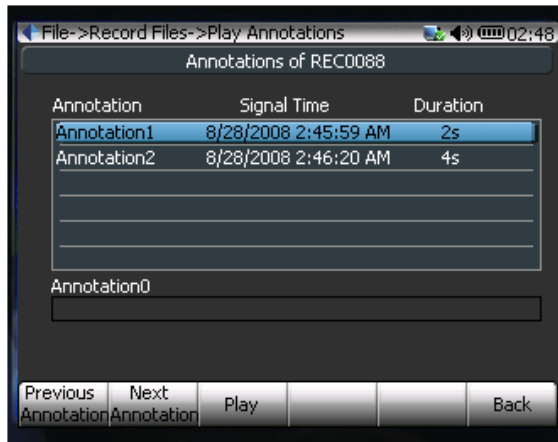 File->Record Files->Play Annotations 02:48
Annotations of REC0088
Annotation Signal Time Duration
Annotation1 8/28/2008 2:45:59 AM 2s
Annotation2 8/28/2008 2:46:20 AM 4s
Annotation0
Previous Annotation Next Annotation Play Back